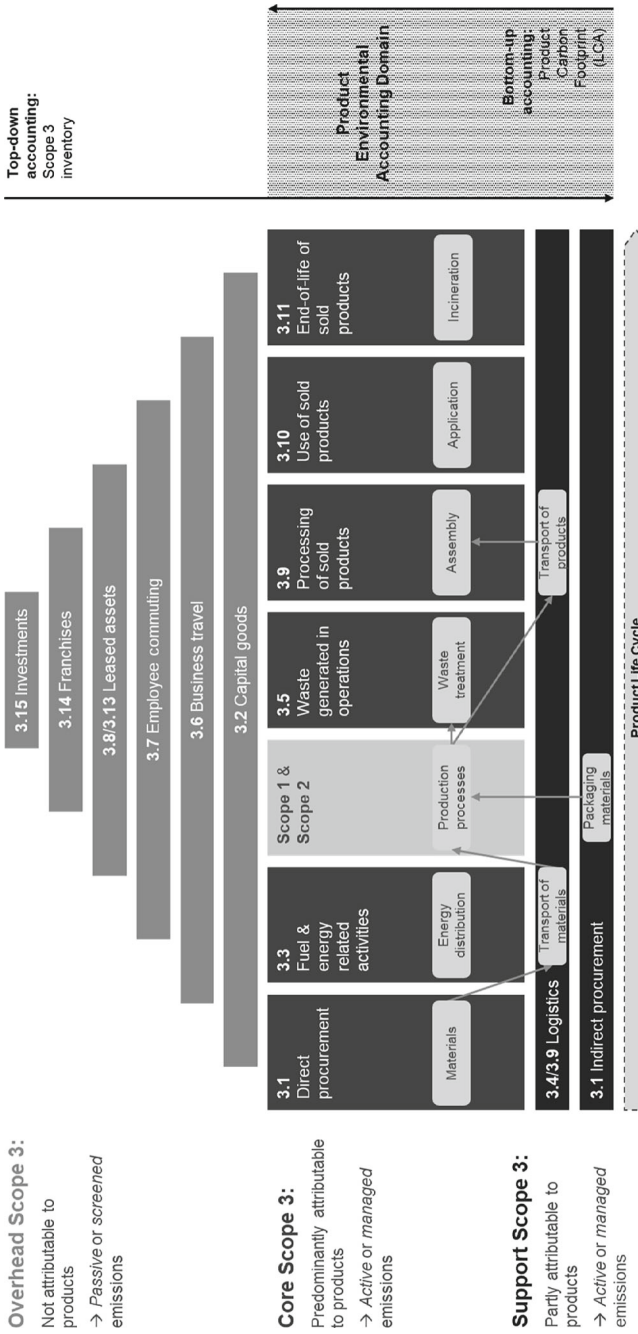 Overhead Scope 3:
Not attributable to
products
→ Passive or screened
emissions
3.15 Investments
3.14 Franchises
3.8/3.13 Leased assets
3.7 Employee commuting
3.6 Business travel
3.2 Capital goods
Top-down
accounting:
Scope 3
inventory
Core Scope 3:
Predominantly attributable
to products
→ Active or managed
emissions
3.1
Direct
procurement
Materials
3.3
Fuel &
energy
related
activities
Energy
distribution
Scope 1 &
Scope 2
Production
processes
3.5
Waste
generated in
operations
Waste
treatment
3.9
Processing
of sold
products
Assembly
3.10
Use of sold
products
Application
3.11
End-of-life of
sold
products
Incineration
Product
Environmental
Accounting Domain
Support Scope 3:
Partly attributable to
products
→ Active or managed
emissions
3.4/3.9 Logistics
Transport of
materials
Transport of
products
3.1 Indirect procurement
Packaging
materials
Bottom-up
accounting:
Product
Carbon
Footprint
(LCA)
Product Life Cycle